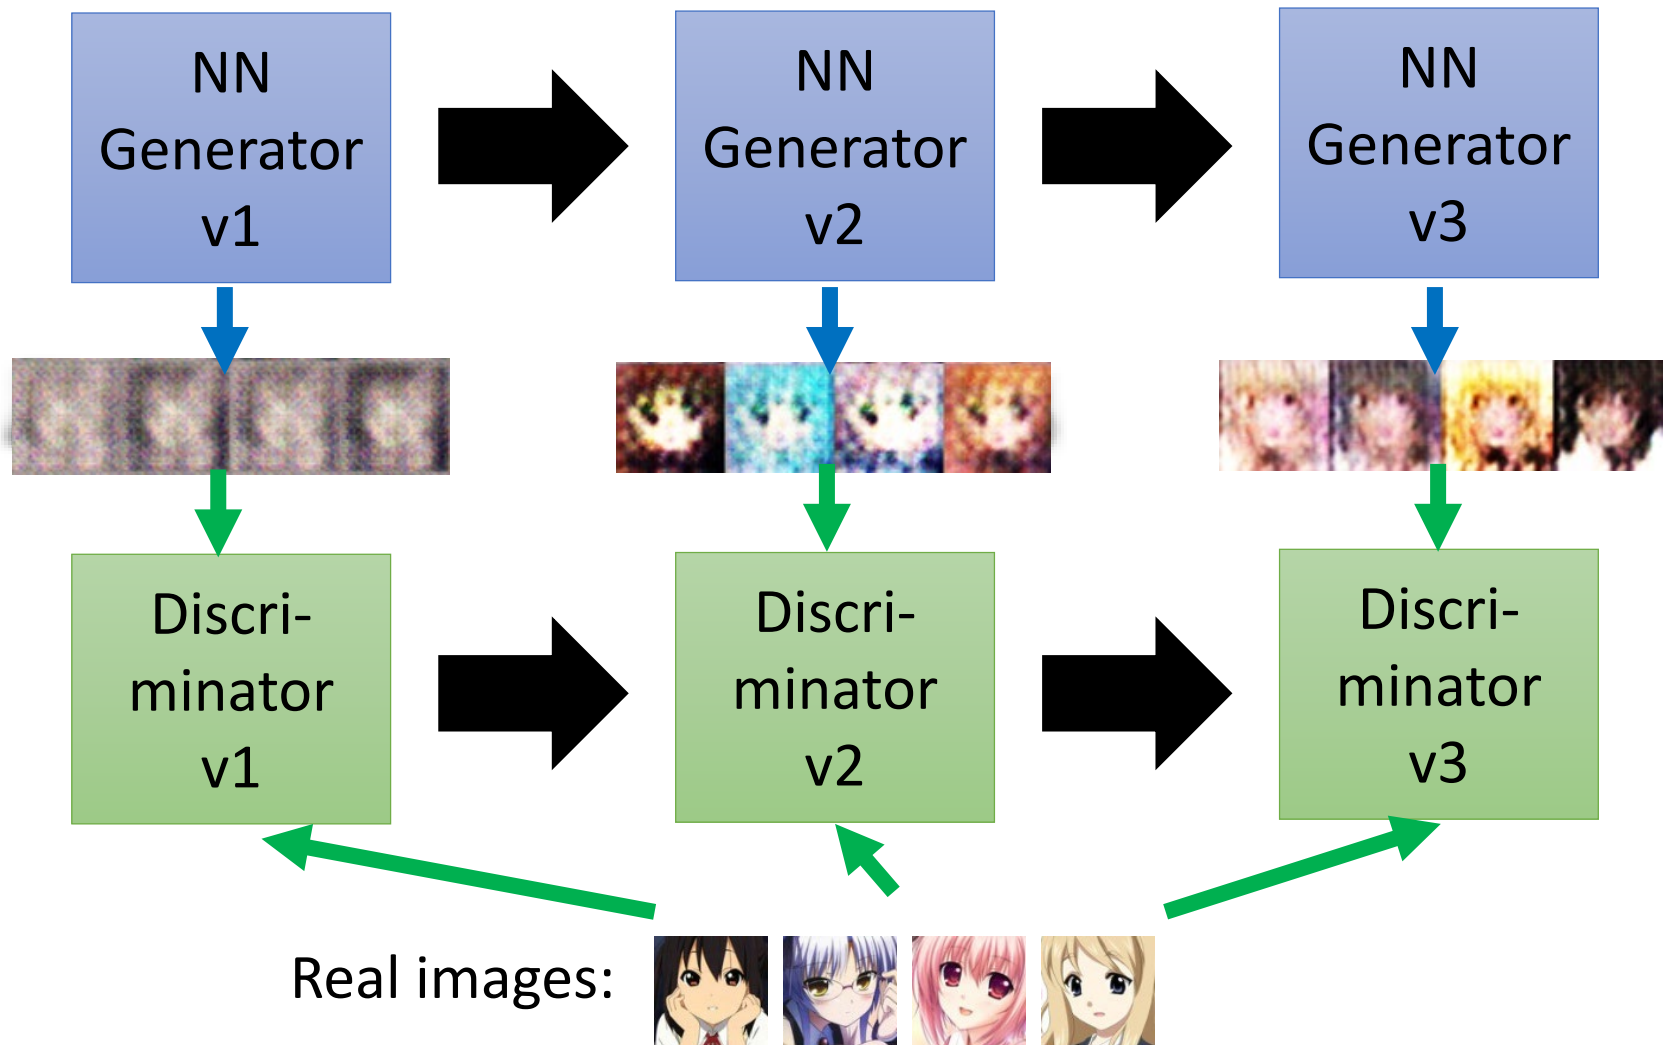 NN
Generator
v1
NN
Generator
v2
NN
Generator
v3
Discri-
minator
v1
Discri-
minator
v2
Discri-
minator
v3
Real images: